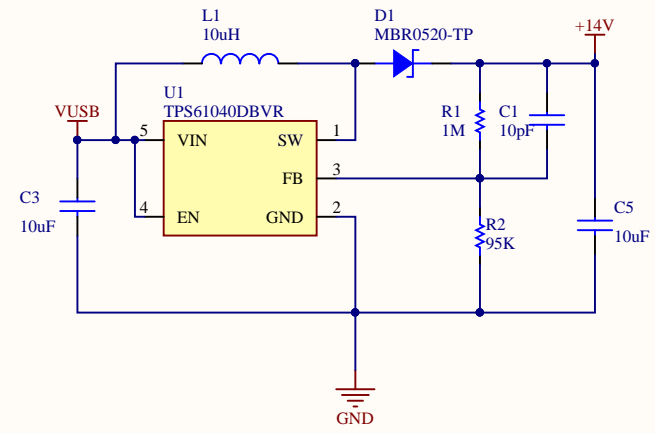 L1
10uH
D1
MBR0520-TP
+14V
U1
TPS61040DBVR
VUSB
5
VIN
SW
1
R1
1M
C1
10pF
FB
3
C3
10uF
4
EN
GND
2
R2
95K
C5
10uF
GND